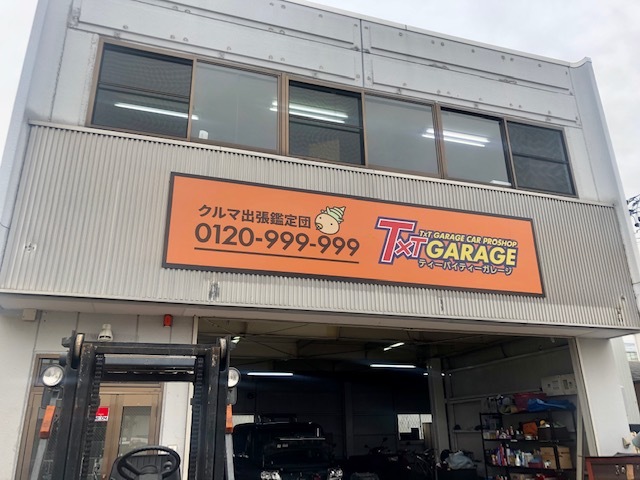 クルマ出張鑑定団
0120-999-999
TxT GARAGE CAR PROSHOP
TxT GARAGE
ティーバイティーガレージ